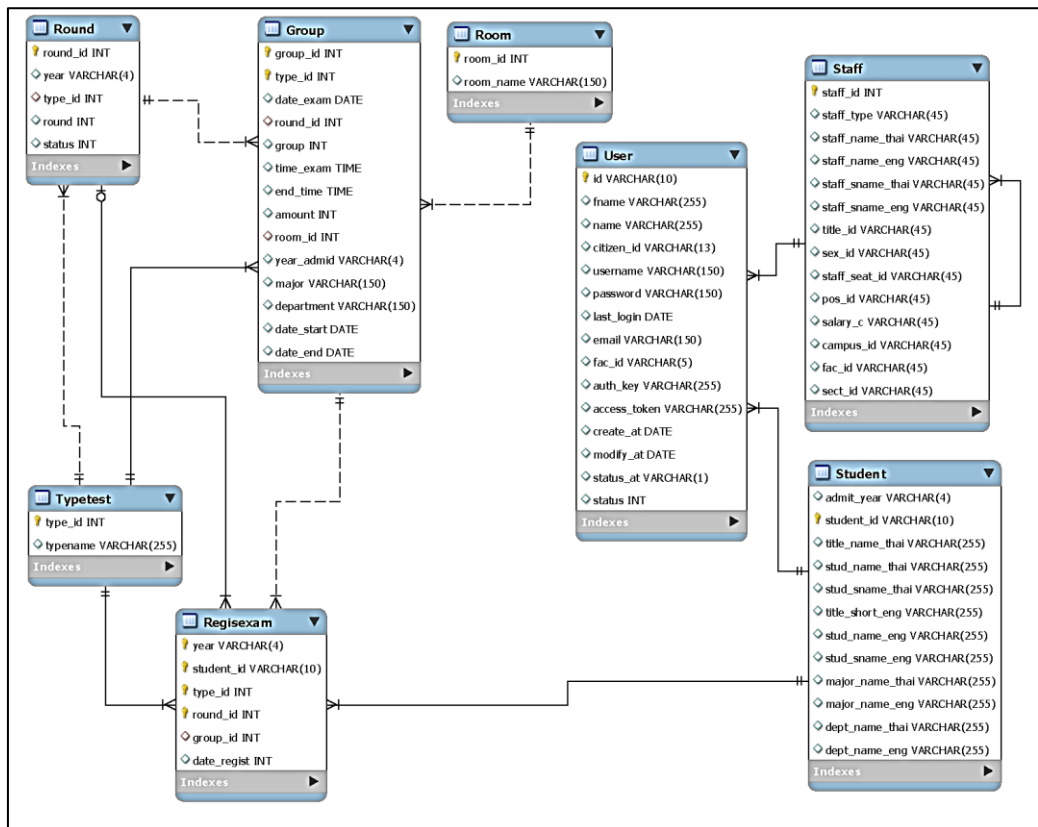 Round
round_id INT
year VARCHAR(4)
type_id INT
round INT
status INT
Indexes
Group
group_id INT
type_id INT
date_exam DATE
round_id INT
group INT
time_exam TIME
end_time TIME
amount INT
room_id INT
year_admid VARCHAR(4)
major VARCHAR(150)
department VARCHAR(150)
date_start DATE
date_end DATE
Indexes
Room
room_id INT
room_name VARCHAR(150)
Indexes
User
id VARCHAR(10)
fname VARCHAR(255)
name VARCHAR(255)
citizen_id VARCHAR(13)
username VARCHAR(150)
password VARCHAR(150)
last_login DATE
email VARCHAR(150)
fac_id VARCHAR(5)
auth_key VARCHAR(255)
access_token VARCHAR(255)
create_at DATE
modify_at DATE
status_at VARCHAR(1)
status INT
Indexes
Staff
staff_id INT
staff_type VARCHAR(45)
staff_name_thai VARCHAR(45)
staff_name_eng VARCHAR(45)
staff_sname_thai VARCHAR(45)
staff_sname_eng VARCHAR(45)
title_id VARCHAR(45)
sex_id VARCHAR(45)
staff_seat_id VARCHAR(45)
pos_id VARCHAR(45)
salary_c VARCHAR(45)
campus_id VARCHAR(45)
fac_id VARCHAR(45)
sect_id VARCHAR(45)
Indexes
Typetest
type_id INT
typename VARCHAR(255)
Indexes
Regisexam
year VARCHAR(4)
student_id VARCHAR(10)
type_id INT
round_id INT
group_id INT
date_regist INT
Indexes
Student
admit_year VARCHAR(4)
student_id VARCHAR(10)
title_name_thai VARCHAR(255)
stud_name_thai VARCHAR(255)
stud_sname_thai VARCHAR(255)
title_short_eng VARCHAR(255)
stud_name_eng VARCHAR(255)
stud_sname_eng VARCHAR(255)
major_name_thai VARCHAR(255)
major_name_eng VARCHAR(255)
dept_name_thai VARCHAR(255)
dept_name_eng VARCHAR(255)
Indexes